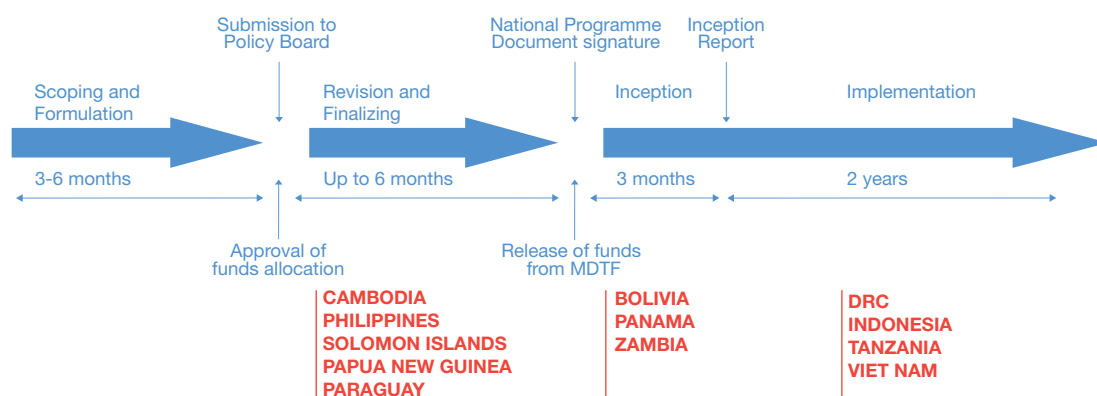 Submission to
Policy Board
National Programme
Document signature
Inception
Report
Scoping and
Formulation
Revision and
Finalizing
Inception
Implementation
3-6 months
Up to 6 months
3 months
2 years
Approval of
funds allocation
Release of funds
from MDTF
CAMBODIA
PHILIPPINES
SOLOMON ISLANDS
PAPUA NEW GUINEA
PARAGUAY
BOLIVIA
PANAMA
ZAMBIA
DRC
INDONESIA
TANZANIA
VIET NAM